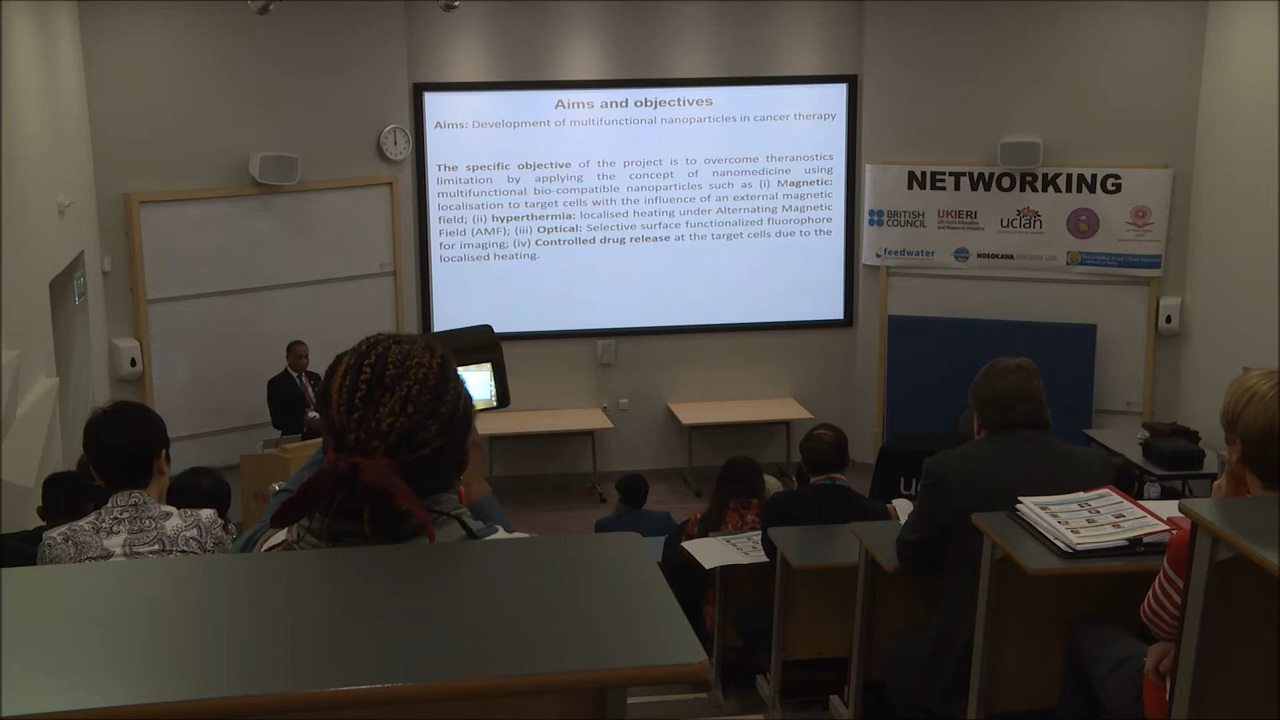 Aims and objectives
Aims: Development of multifunctional nanoparticles in cancer therapy
The specific objective of the project is to overcome theranostics
limitation by applying the concept of nanomedicine using
multifunctional bio-compatible nanoparticles such as (i) Magnetic:
localisation to target cells with the influence of an external magnetic
field; (ii) hyperthermia: localised heating under Alternating Magnetic
Field (AMF); (iii) Optical: Selective surface functionalized fluorophore
for imaging; (iv) Controlled drug release at the target cells due to the
localised heating.
NETWORKING
BRITISH
COUNCIL
UKIERI
uclan
feedwater
HOSOKAWA